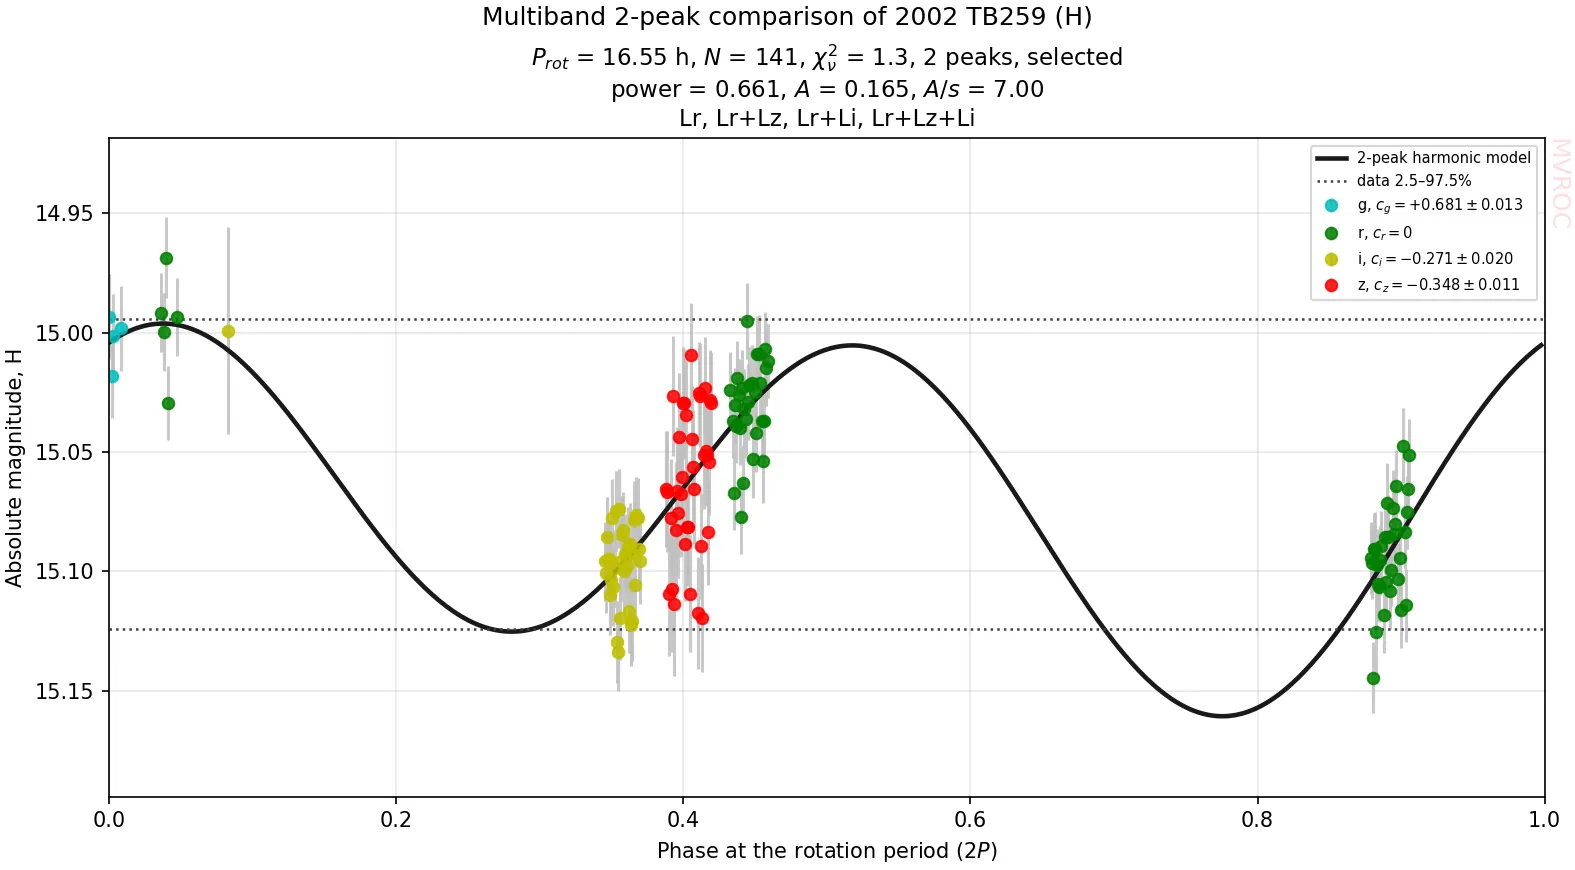 Multiband 2-peak comparison of 2002 TB259 (H)
P_rot = 16.55 h, N = 141, χ²_ν = 1.3, 2 peaks, selected
power = 0.661, A = 0.165, A/s = 7.00
Lr, Lr+Lz, Lr+Li, Lr+Lz+Li
2-peak harmonic model
data 2.5–97.5%
g, c_g = +0.681 ± 0.013
r, c_r = 0
i, c_i = −0.271 ± 0.020
z, c_z = −0.348 ± 0.011
MVROC
Absolute magnitude, H
14.95
15.00
15.05
15.10
15.15
0.0 0.2 0.4 0.6 0.8 1.0
Phase at the rotation period (2P)